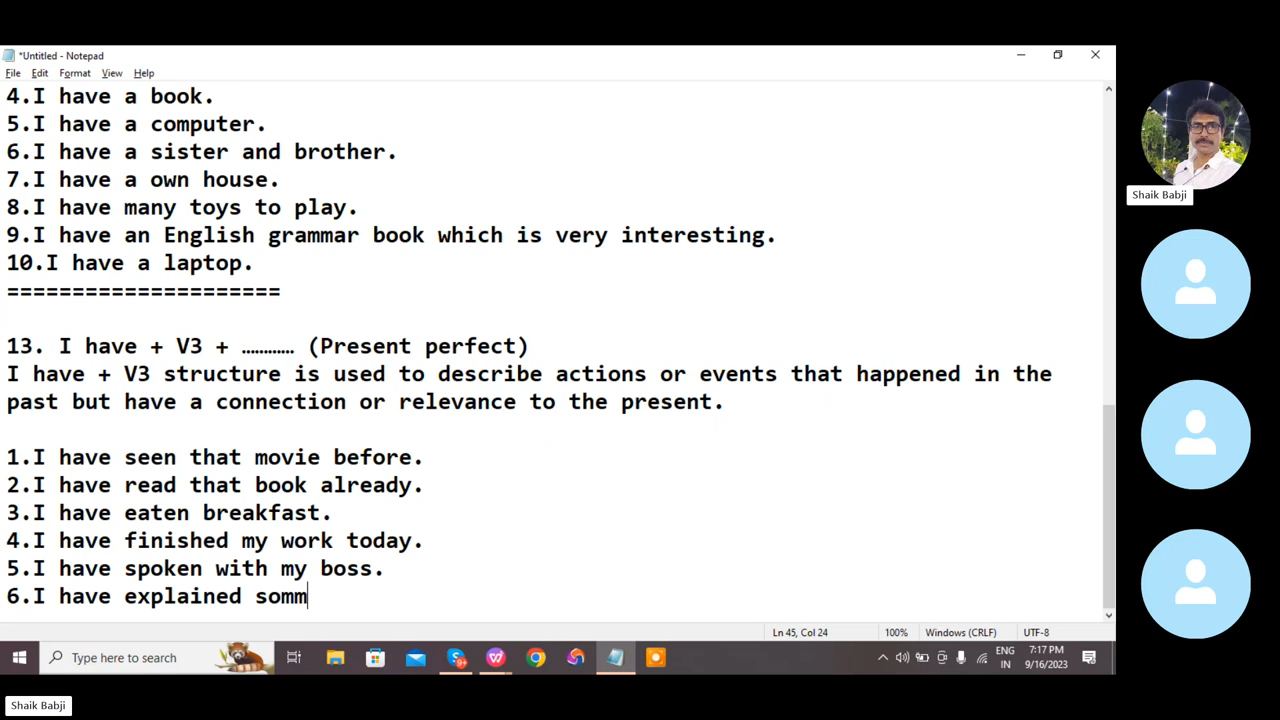 *Untitled - Notepad
File Edit Format View Help
4.I have a book.
5.I have a computer.
6.I have a sister and brother.
7.I have a own house.
8.I have many toys to play.
9.I have an English grammar book which is very interesting.
10.I have a laptop.
=====================
13. I have + V3 + ………… (Present perfect)
I have + V3 structure is used to describe actions or events that happened in the
past but have a connection or relevance to the present.
1.I have seen that movie before.
2.I have read that book already.
3.I have eaten breakfast.
4.I have finished my work today.
5.I have spoken with my boss.
6.I have explained somm
Ln 45, Col 24 100% Windows (CRLF) UTF-8
Type here to search
ENG
IN
7:17 PM
9/16/2023
Shaik Babji
Shaik Babji